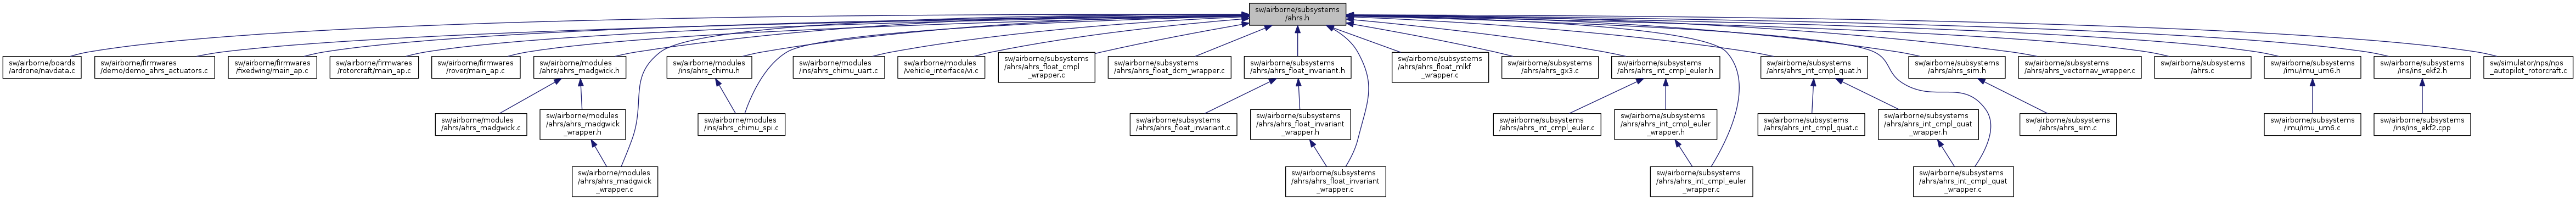 sw/airborne/subsystems
/ahrs.h
sw/airborne/boards
/ardrone/navdata.c
sw/airborne/firmwares
/demo/demo_ahrs_actuators.c
sw/airborne/firmwares
/fixedwing/main_ap.c
sw/airborne/firmwares
/rotorcraft/main_ap.c
sw/airborne/firmwares
/rover/main_ap.c
sw/airborne/modules
/ahrs/ahrs_madgwick.h
sw/airborne/modules
/ins/ahrs_chimu.h
sw/airborne/modules
/ins/ahrs_chimu_uart.c
sw/airborne/modules
/vehicle_interface/vi.c
sw/airborne/subsystems
/ahrs/ahrs_float_cmpl
_wrapper.c
sw/airborne/subsystems
/ahrs/ahrs_float_dcm_wrapper.c
sw/airborne/subsystems
/ahrs/ahrs_float_invariant.h
sw/airborne/subsystems
/ahrs/ahrs_float_mlkf
_wrapper.c
sw/airborne/subsystems
/ahrs/ahrs_gx3.c
sw/airborne/subsystems
/ahrs/ahrs_int_cmpl_euler.h
sw/airborne/subsystems
/ahrs/ahrs_int_cmpl_quat.h
sw/airborne/subsystems
/ahrs/ahrs_sim.h
sw/airborne/subsystems
/ahrs/ahrs_vectornav_wrapper.c
sw/airborne/subsystems
/ahrs.c
sw/airborne/subsystems
/imu/imu_um6.h
sw/airborne/subsystems
/ins/ins_ekf2.h
sw/simulator/nps/nps
_autopilot_rotorcraft.c
sw/airborne/modules
/ahrs/ahrs_madgwick.c
sw/airborne/modules
/ahrs/ahrs_madgwick
_wrapper.h
sw/airborne/modules
/ins/ahrs_chimu_spi.c
sw/airborne/subsystems
/ahrs/ahrs_float_invariant.c
sw/airborne/subsystems
/ahrs/ahrs_float_invariant
_wrapper.h
sw/airborne/subsystems
/ahrs/ahrs_int_cmpl_euler.c
sw/airborne/subsystems
/ahrs/ahrs_int_cmpl_euler
_wrapper.h
sw/airborne/subsystems
/ahrs/ahrs_int_cmpl_quat.c
sw/airborne/subsystems
/ahrs/ahrs_int_cmpl_quat
_wrapper.h
sw/airborne/subsystems
/ahrs/ahrs_sim.c
sw/airborne/subsystems
/imu/imu_um6.c
sw/airborne/subsystems
/ins/ins_ekf2.cpp
sw/airborne/modules
/ahrs/ahrs_madgwick
_wrapper.c
sw/airborne/subsystems
/ahrs/ahrs_float_invariant
_wrapper.c
sw/airborne/subsystems
/ahrs/ahrs_int_cmpl_euler
_wrapper.c
sw/airborne/subsystems
/ahrs/ahrs_int_cmpl_quat
_wrapper.c